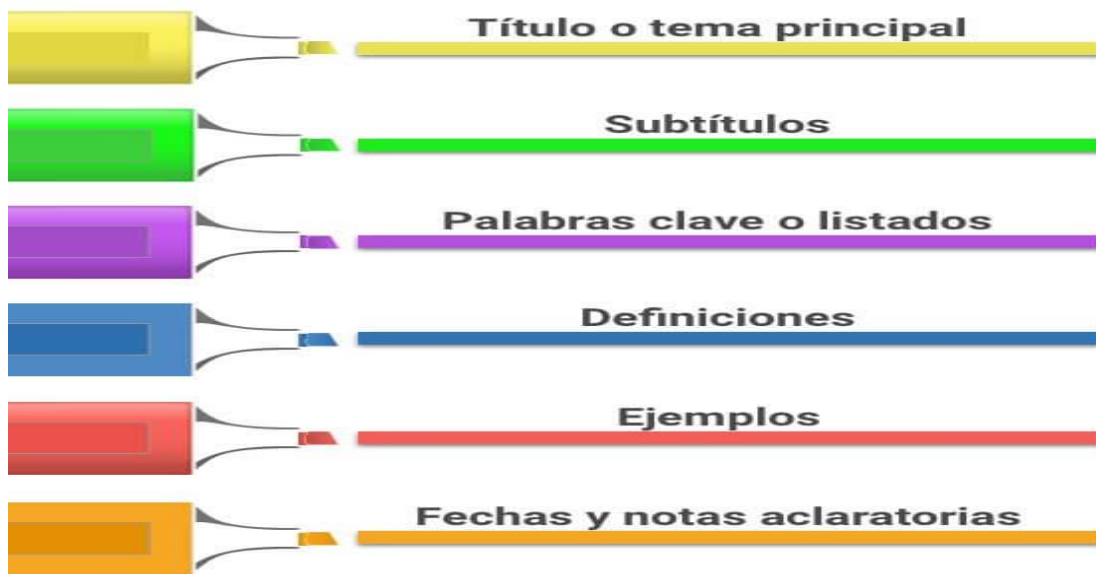 Título o tema principal
Subtítulos
Palabras clave o listados
Definiciones
Ejemplos
Fechas y notas aclaratorias